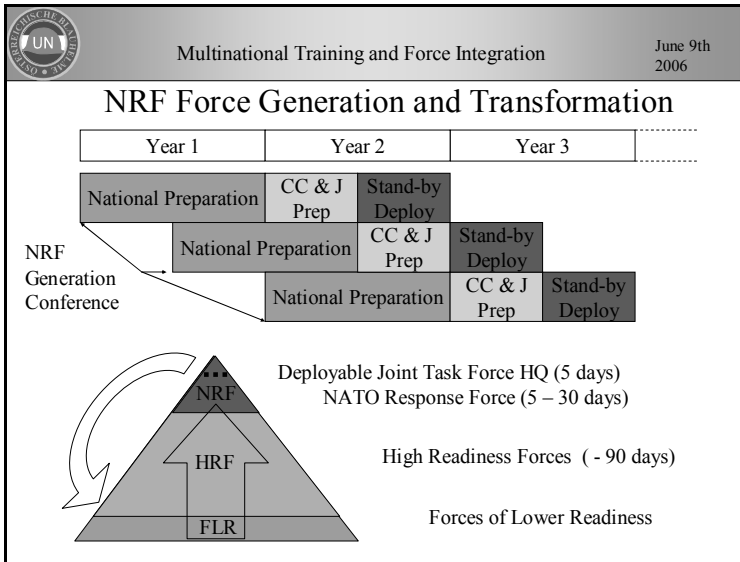 ÖSTERREICHISCHE BLAUHELME
UN
Multinational Training and Force Integration
June 9th
2006
NRF Force Generation and Transformation
Year 1
Year 2
Year 3
National Preparation
CC & J
Prep
Stand-by
Deploy
National Preparation
CC & J
Prep
Stand-by
Deploy
National Preparation
CC & J
Prep
Stand-by
Deploy
NRF
Generation
Conference
NRF
HRF
FLR
Deployable Joint Task Force HQ (5 days)
NATO Response Force (5 – 30 days)
High Readiness Forces ( - 90 days)
Forces of Lower Readiness